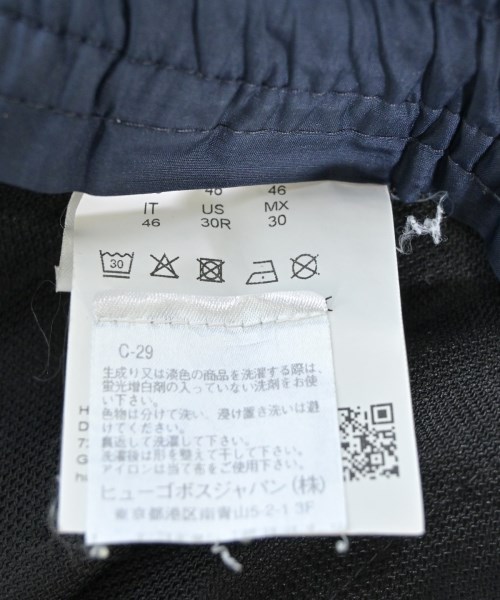 46 46
IT US MX
46 30R 30
30
C-29
生成り又は淡色の商品を洗濯する際は、
蛍光増白剤の入っていない洗剤をお使
い下さい。
色物は分けて洗い、浸け置き洗いは避
けてください。
裏返して洗濯して下さい。
洗濯後は形を整えて干して下さい。
アイロンは当て布をご使用下さい。
ヒューゴボスジャパン(株)
東京都港区南青山5-2-1 3F